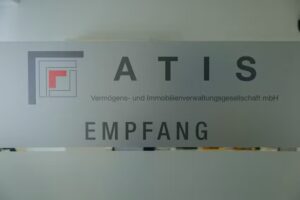 ATIS
Vermögens- und Immobilienverwaltungsgesellschaft mbH
EMPFANG